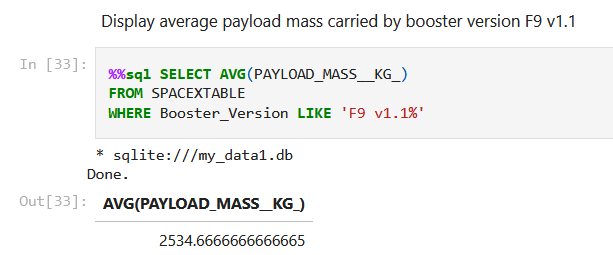 Display average payload mass carried by booster version F9 v1.1
In [33]:
%%sql SELECT AVG(PAYLOAD_MASS__KG_)
FROM SPACEXTABLE
WHERE Booster_Version LIKE 'F9 v1.1%'
* sqlite:///my_data1.db
Done.
Out[33]:
AVG(PAYLOAD_MASS__KG_)
2534.6666666666665